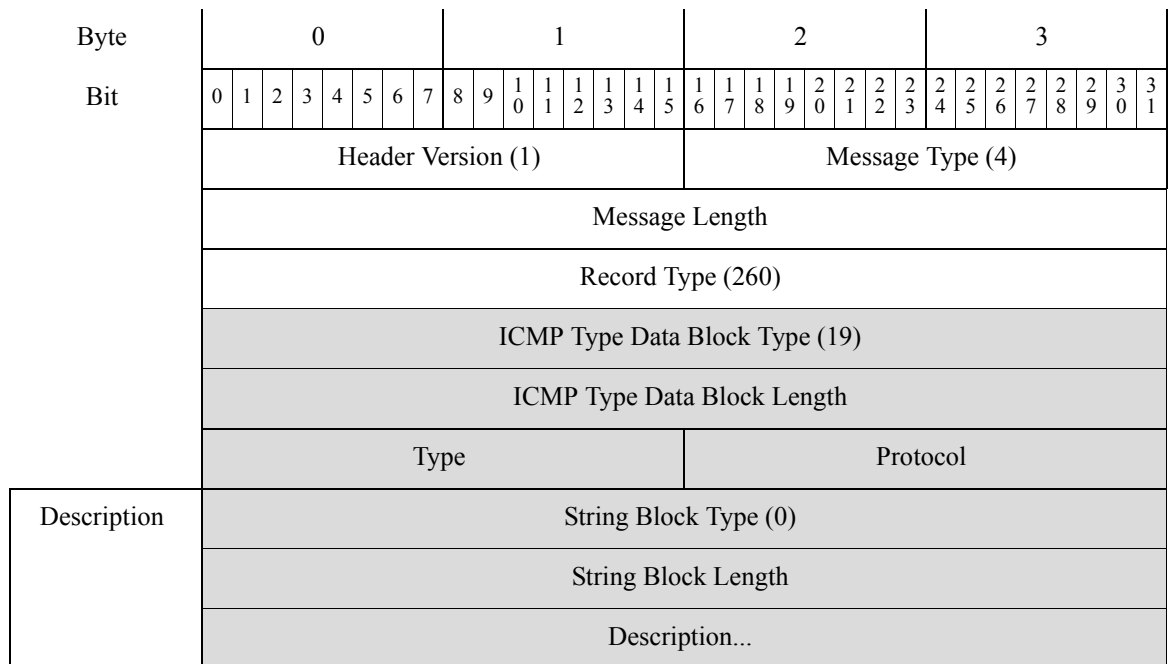 Byte 0 1 2 3
Bit 0 1 2 3 4 5 6 7 8 9 10 11 12 13 14 15 16 17 18 19 20 21 22 23 24 25 26 27 28 29 30 31
Header Version (1) Message Type (4)
Message Length
Record Type (260)
ICMP Type Data Block Type (19)
ICMP Type Data Block Length
Type Protocol
Description String Block Type (0)
String Block Length
Description...